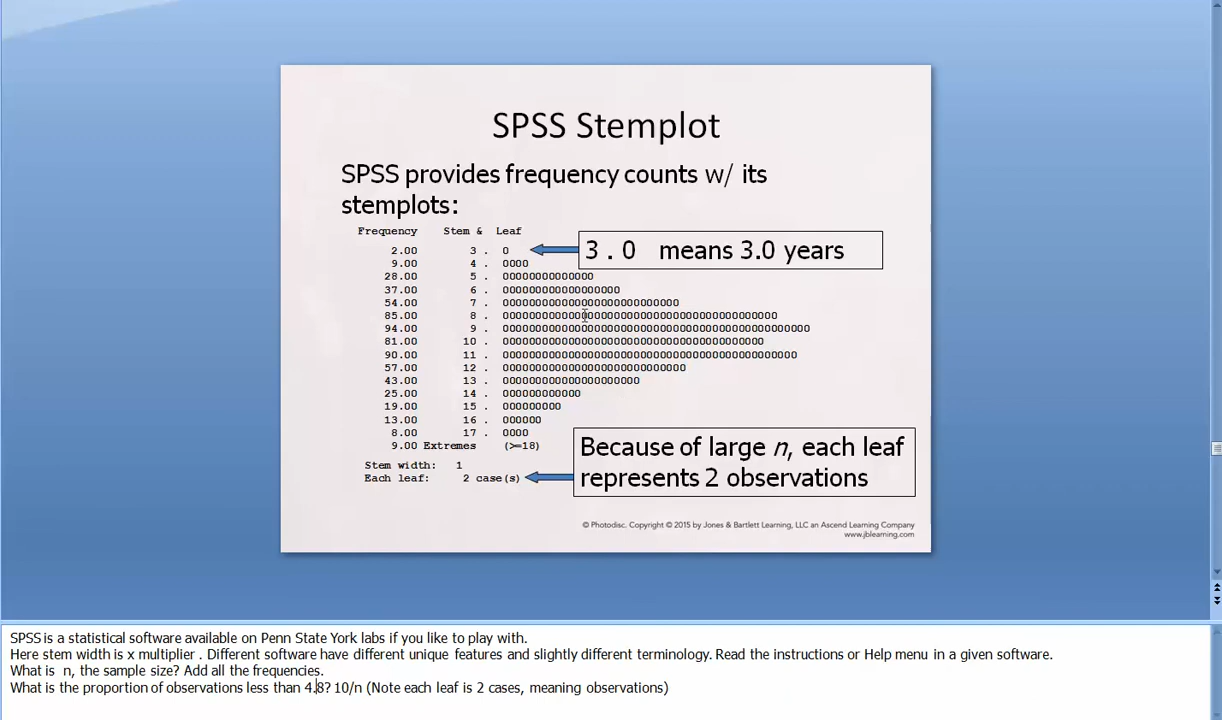 SPSS Stemplot
SPSS provides frequency counts w/ its
stemplots:
Frequency Stem & Leaf
2.00 3 . 0
9.00 4 . 0000
28.00 5 . 00000000000000
37.00 6 . 000000000000000000
54.00 7 . 000000000000000000000000000
85.00 8 . 000000000000000000000000000000000000000000
94.00 9 . 00000000000000000000000000000000000000000000000
81.00 10 . 0000000000000000000000000000000000000000
90.00 11 . 000000000000000000000000000000000000000000000
57.00 12 . 0000000000000000000000000000
43.00 13 . 000000000000000000000
25.00 14 . 000000000000
19.00 15 . 000000000
13.00 16 . 000000
8.00 17 . 0000
9.00 Extremes (>=18)
Stem width: 1
Each leaf: 2 case(s)
3 . 0 means 3.0 years
Because of large n, each leaf
represents 2 observations
© Photodisc. Copyright © 2015 by Jones & Bartlett Learning, LLC an Ascend Learning Company
www.jblearning.com
SPSS is a statistical software available on Penn State York labs if you like to play with.
Here stem width is x multiplier . Different software have different unique features and slightly different terminology. Read the instructions or Help menu in a given software.
What is n, the sample size? Add all the frequencies.
What is the proportion of observations less than 4.8? 10/n (Note each leaf is 2 cases, meaning observations)